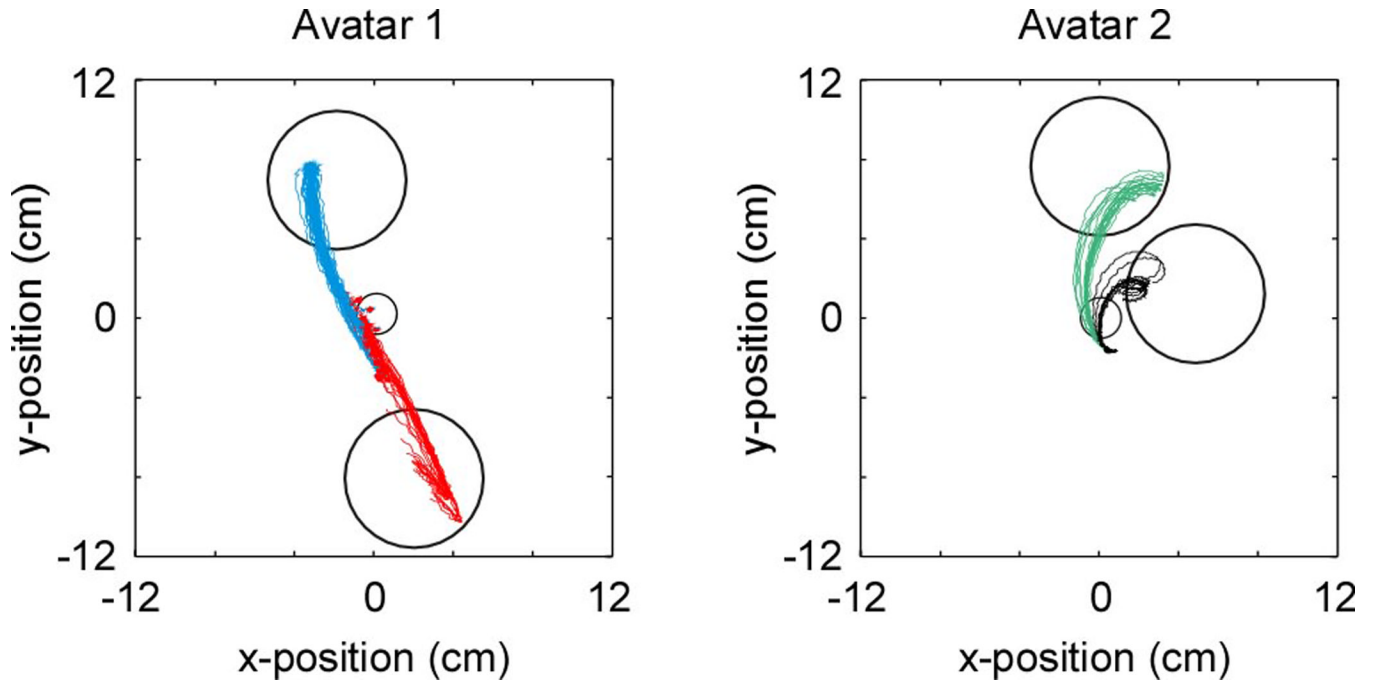 Avatar 1
12
0
-12
y-position (cm)
-12 0 12
x-position (cm)
Avatar 2
12
0
-12
y-position (cm)
-12 0 12
x-position (cm)